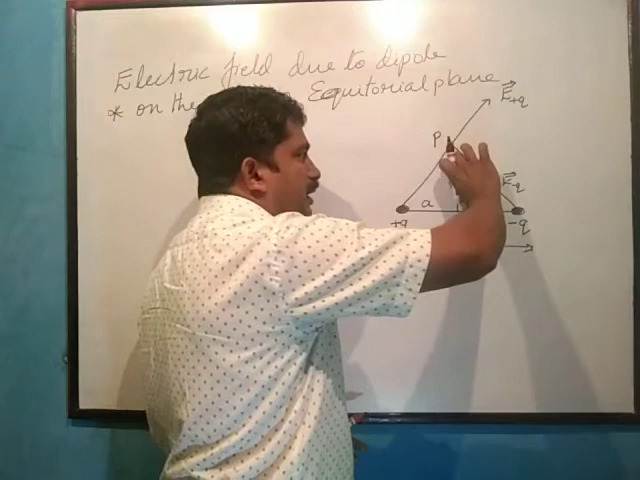 Electric field due to dipole
* on the Equitorial plane
E⃗+q
P
E⃗-q
a
+q -q